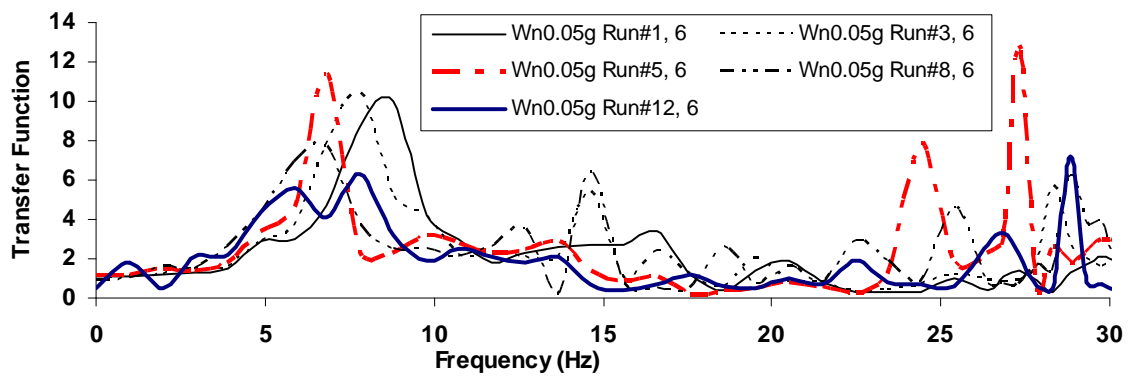 14
12
10
8
6
4
2
0
Transfer Function
Wn0.05g Run#1, 6
Wn0.05g Run#3, 6
Wn0.05g Run#5, 6
Wn0.05g Run#8, 6
Wn0.05g Run#12, 6
0 5 10 15 20 25 30
Frequency (Hz)